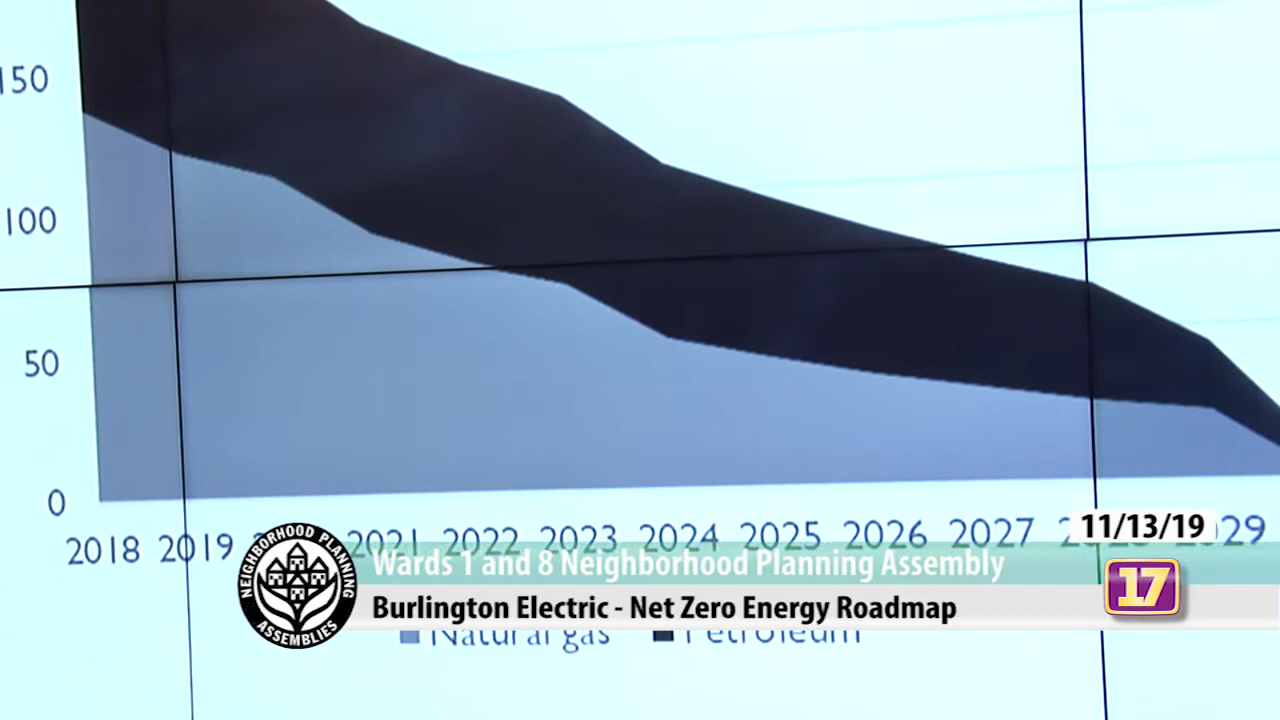 150
100
50
0
2018 2019 2021 2022 2023 2024 2025 2026 2027 2029
11/13/19
NEIGHBORHOOD PLANNING ASSEMBLIES
Wards 1 and 8 Neighborhood Planning Assembly
17
Burlington Electric - Net Zero Energy Roadmap
Natural gas Petroleum